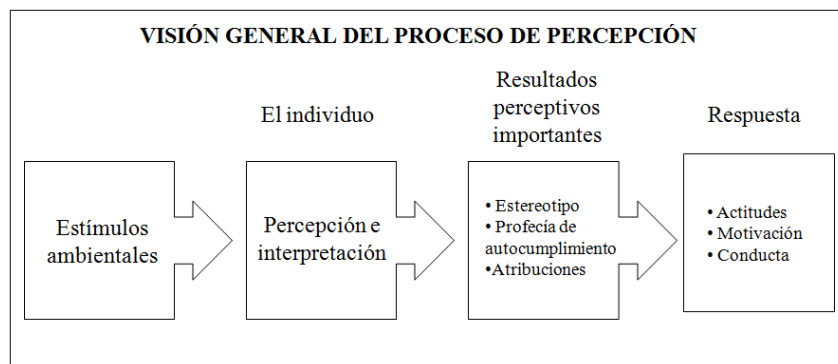 VISIÓN GENERAL DEL PROCESO DE PERCEPCIÓN
El individuo
Resultados
perceptivos
importantes
Respuesta
Estímulos
ambientales
Percepción e
interpretación
• Estereotipo
• Profecía de
autocumplimiento
•Atribuciones
• Actitudes
• Motivación
• Conducta